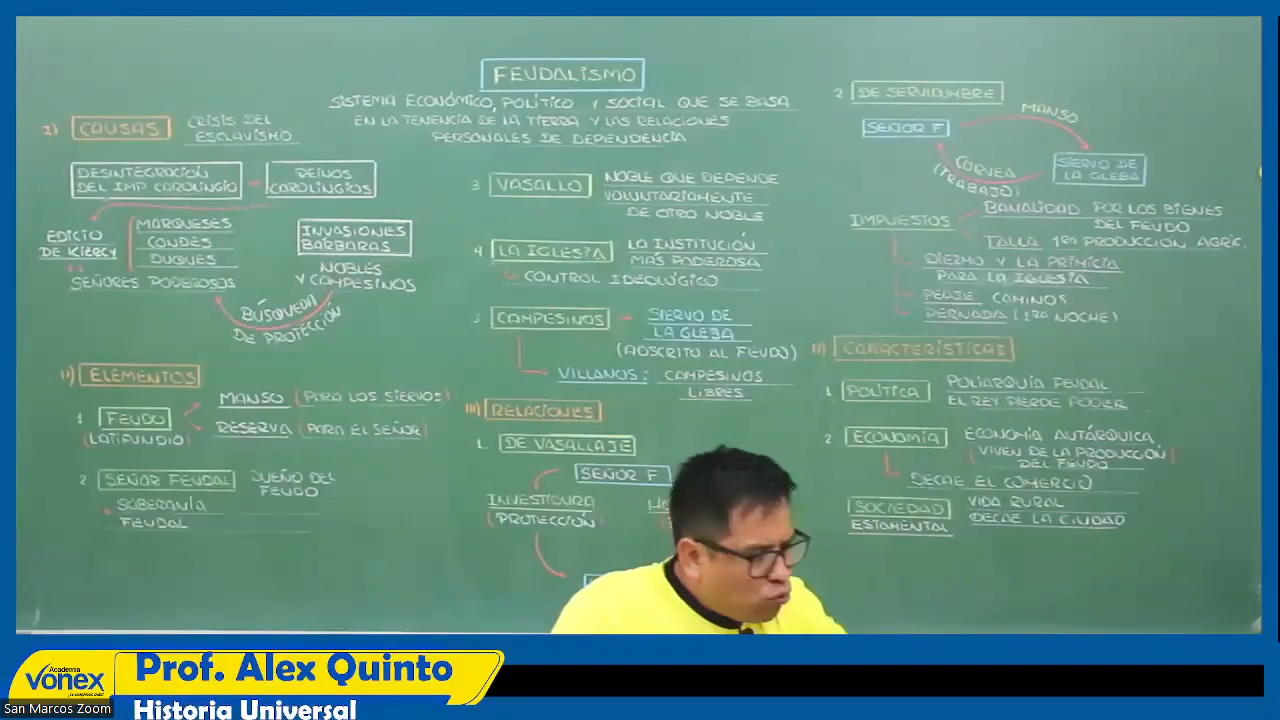 FEUDALISMO
SISTEMA ECONÓMICO, POLÍTICO Y SOCIAL QUE SE BASA
EN LA TENENCIA DE LA TIERRA Y LAS RELACIONES
PERSONALES DE DEPENDENCIA
I) CAUSAS
CRISIS DEL
ESCLAVISMO
DESINTEGRACIÓN
DEL IMP CAROLINGIO
REINOS
CAROLINGIOS
EDICTO
DE KIERCY
MARQUESES
CONDES
DUQUES
SEÑORES PODEROSOS
INVASIONES
BÁRBARAS
NOBLES
Y CAMPESINOS
BÚSQUEDA
DE PROTECCIÓN
II) ELEMENTOS
1 FEUDO
(LATIFUNDIO)
MANSO (PARA LOS SIERVOS)
RESERVA (PARA EL SEÑOR)
2 SEÑOR FEUDAL
DUEÑO DEL
FEUDO
SOBERANÍA
FEUDAL
3 VASALLO
NOBLE QUE DEPENDE
VOLUNTARIAMENTE
DE OTRO NOBLE
4 LA IGLESIA
LA INSTITUCIÓN
MÁS PODEROSA
CONTROL IDEOLÓGICO
5 CAMPESINOS
SIERVO DE
LA GLEBA
(ADSCRITO AL FEUDO)
VILLANOS: CAMPESINOS
LIBRES
III) RELACIONES
1. DE VASALLAJE
SEÑOR F
INVESTIDURA
(PROTECCIÓN)
2 DE SERVIDUMBRE
SEÑOR F
MANSO
SIERVO DE
LA GLEBA
CORVEA
(TRABAJO)
IMPUESTOS
BANALIDAD POR LOS BIENES
DEL FEUDO
TALLA 1RA PRODUCCIÓN AGRIC.
DIEZMO Y LA PRIMICIA
PARA LA IGLESIA
PEAJE CAMINOS
PERNADA (1RA NOCHE)
IV) CARACTERÍSTICAS
1. POLÍTICA
POLIARQUÍA FEUDAL
EL REY PIERDE PODER
2 ECONOMÍA
ECONOMÍA AUTÁRQUICA
(VIVEN DE LA PRODUCCIÓN
DEL FEUDO)
DECAE EL COMERCIO
SOCIEDAD
ESTAMENTAL
VIDA RURAL
DECAE LA CIUDAD
Academia
VONEX
Prof. Alex Quinto
Historia Universal
San Marcos Zoom